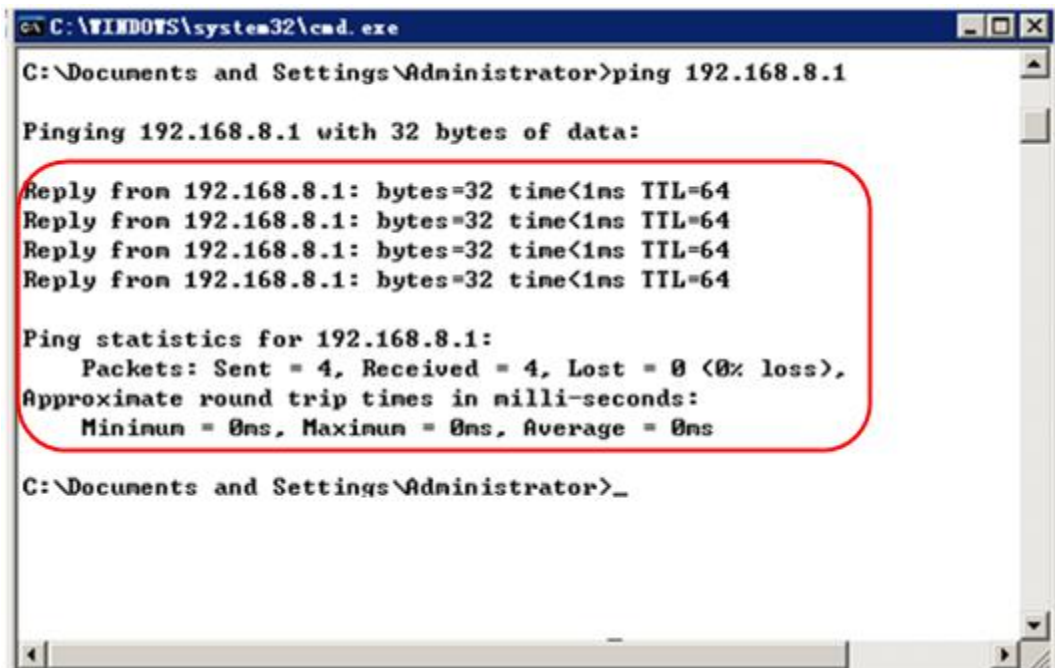 C:\WINDOWS\system32\cmd.exe
C:\Documents and Settings\Administrator>ping 192.168.8.1
Pinging 192.168.8.1 with 32 bytes of data:
Reply from 192.168.8.1: bytes=32 time<1ms TTL=64
Reply from 192.168.8.1: bytes=32 time<1ms TTL=64
Reply from 192.168.8.1: bytes=32 time<1ms TTL=64
Reply from 192.168.8.1: bytes=32 time<1ms TTL=64
Ping statistics for 192.168.8.1:
    Packets: Sent = 4, Received = 4, Lost = 0 (0% loss),
Approximate round trip times in milli-seconds:
    Minimum = 0ms, Maximum = 0ms, Average = 0ms
C:\Documents and Settings\Administrator>_